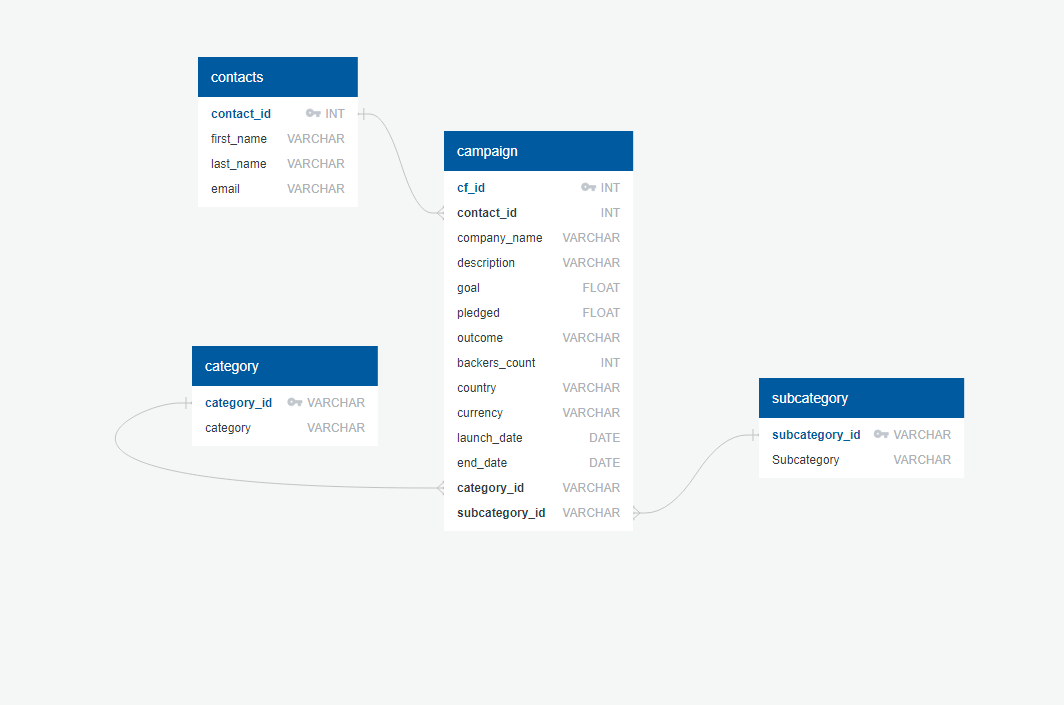 contacts
contact_id INT
first_name VARCHAR
last_name VARCHAR
email VARCHAR
campaign
cf_id INT
contact_id INT
company_name VARCHAR
description VARCHAR
goal FLOAT
pledged FLOAT
outcome VARCHAR
backers_count INT
country VARCHAR
currency VARCHAR
launch_date DATE
end_date DATE
category_id VARCHAR
subcategory_id VARCHAR
category
category_id VARCHAR
category VARCHAR
subcategory
subcategory_id VARCHAR
Subcategory VARCHAR